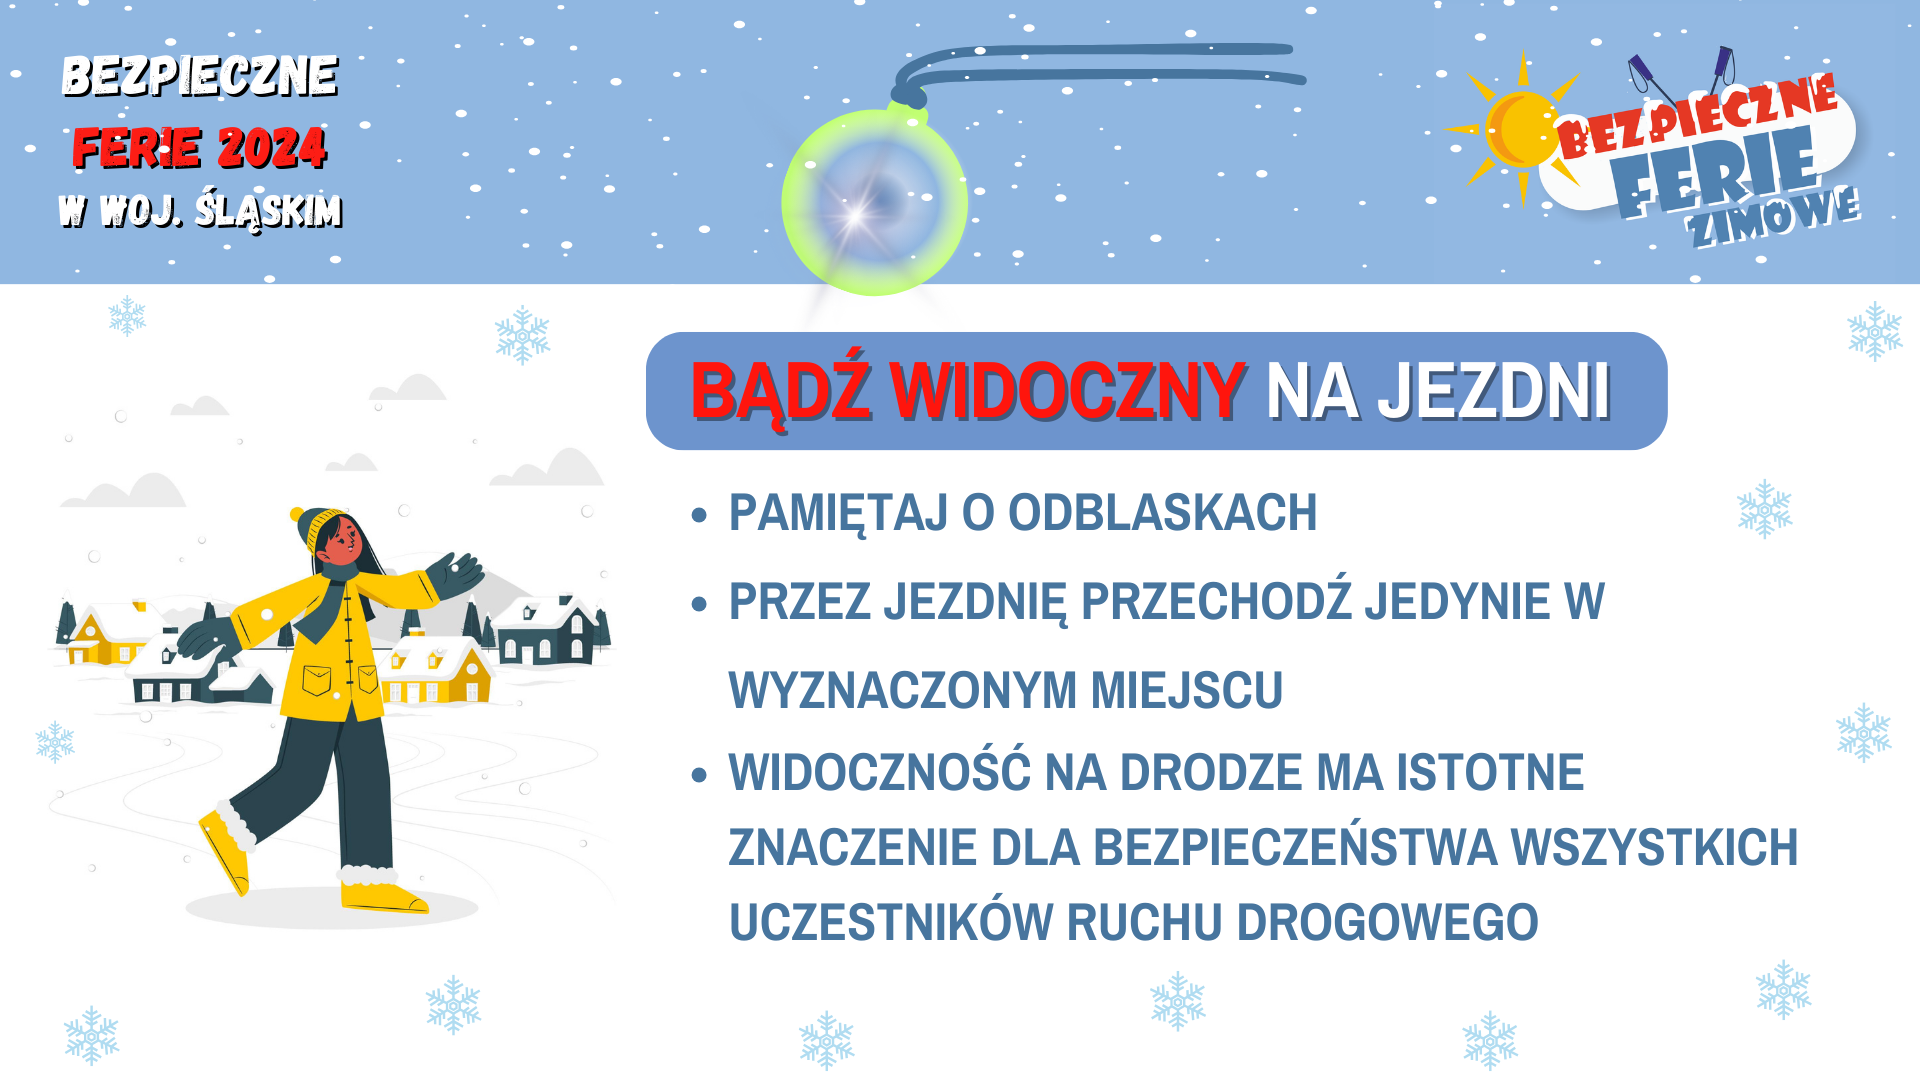 BEZPIECZNE
FERIE 2024
W WOJ. ŚLĄSKIM
BEZPIECZNE
FERIE
ZIMOWE
BĄDŹ WIDOCZNY NA JEZDNI
• PAMIĘTAJ O ODBLASKACH
• PRZEZ JEZDNIĘ PRZECHODŹ JEDYNIE W
WYZNACZONYM MIEJSCU
• WIDOCZNOŚĆ NA DRODZE MA ISTOTNE
ZNACZENIE DLA BEZPIECZEŃSTWA WSZYSTKICH
UCZESTNIKÓW RUCHU DROGOWEGO